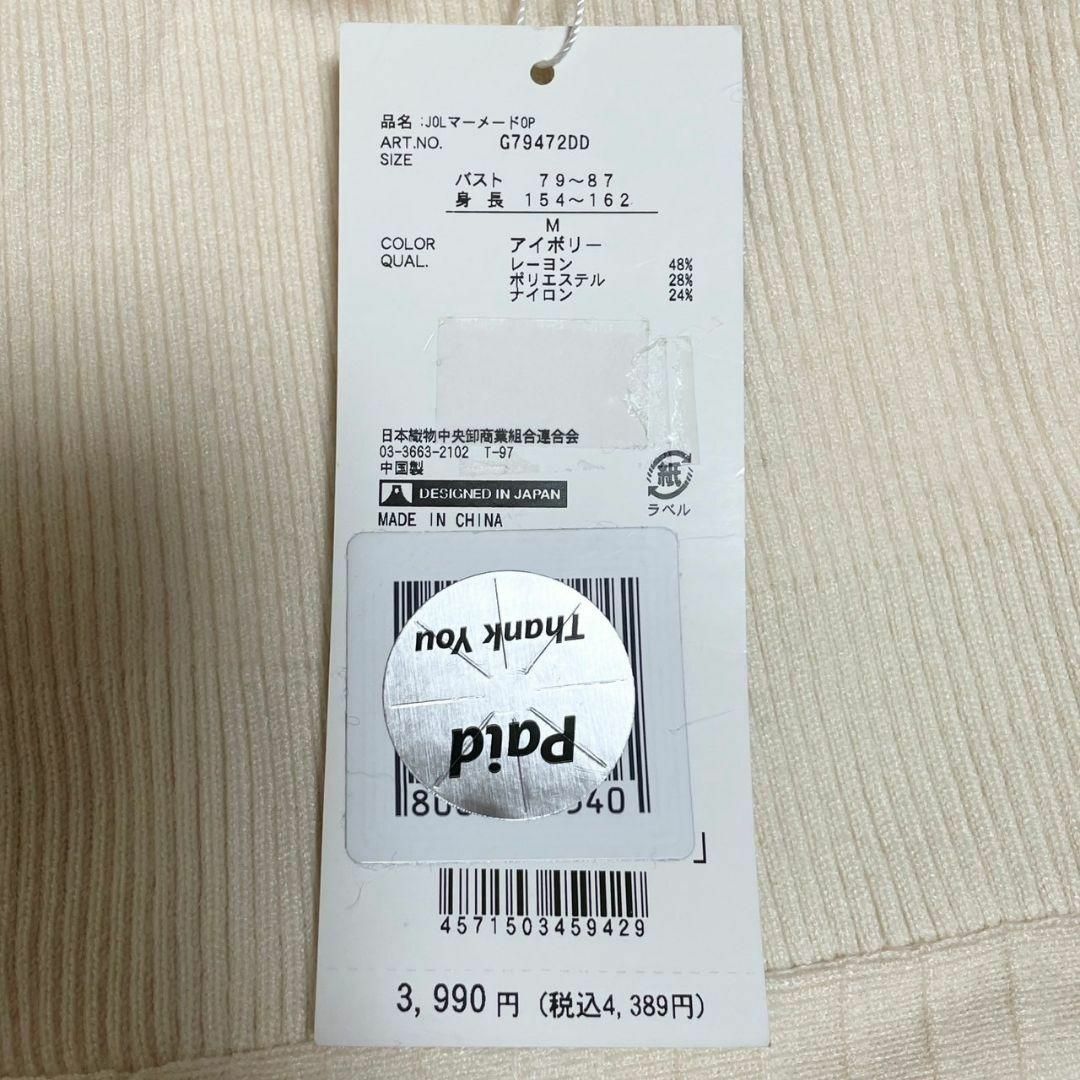 品名:JOLマーメードOP
ART.NO. G79472DD
SIZE
バスト 79～87
身長 154～162
M
COLOR アイボリー
QUAL. レーヨン 48%
ポリエステル 28%
ナイロン 24%
日本織物中央卸商業組合連合会
03-3663-2102 T-97
中国製
DESIGNED IN JAPAN
MADE IN CHINA
紙
ラベル
Thank You
Paid
4571503459429
3,990円 (税込4,389円)